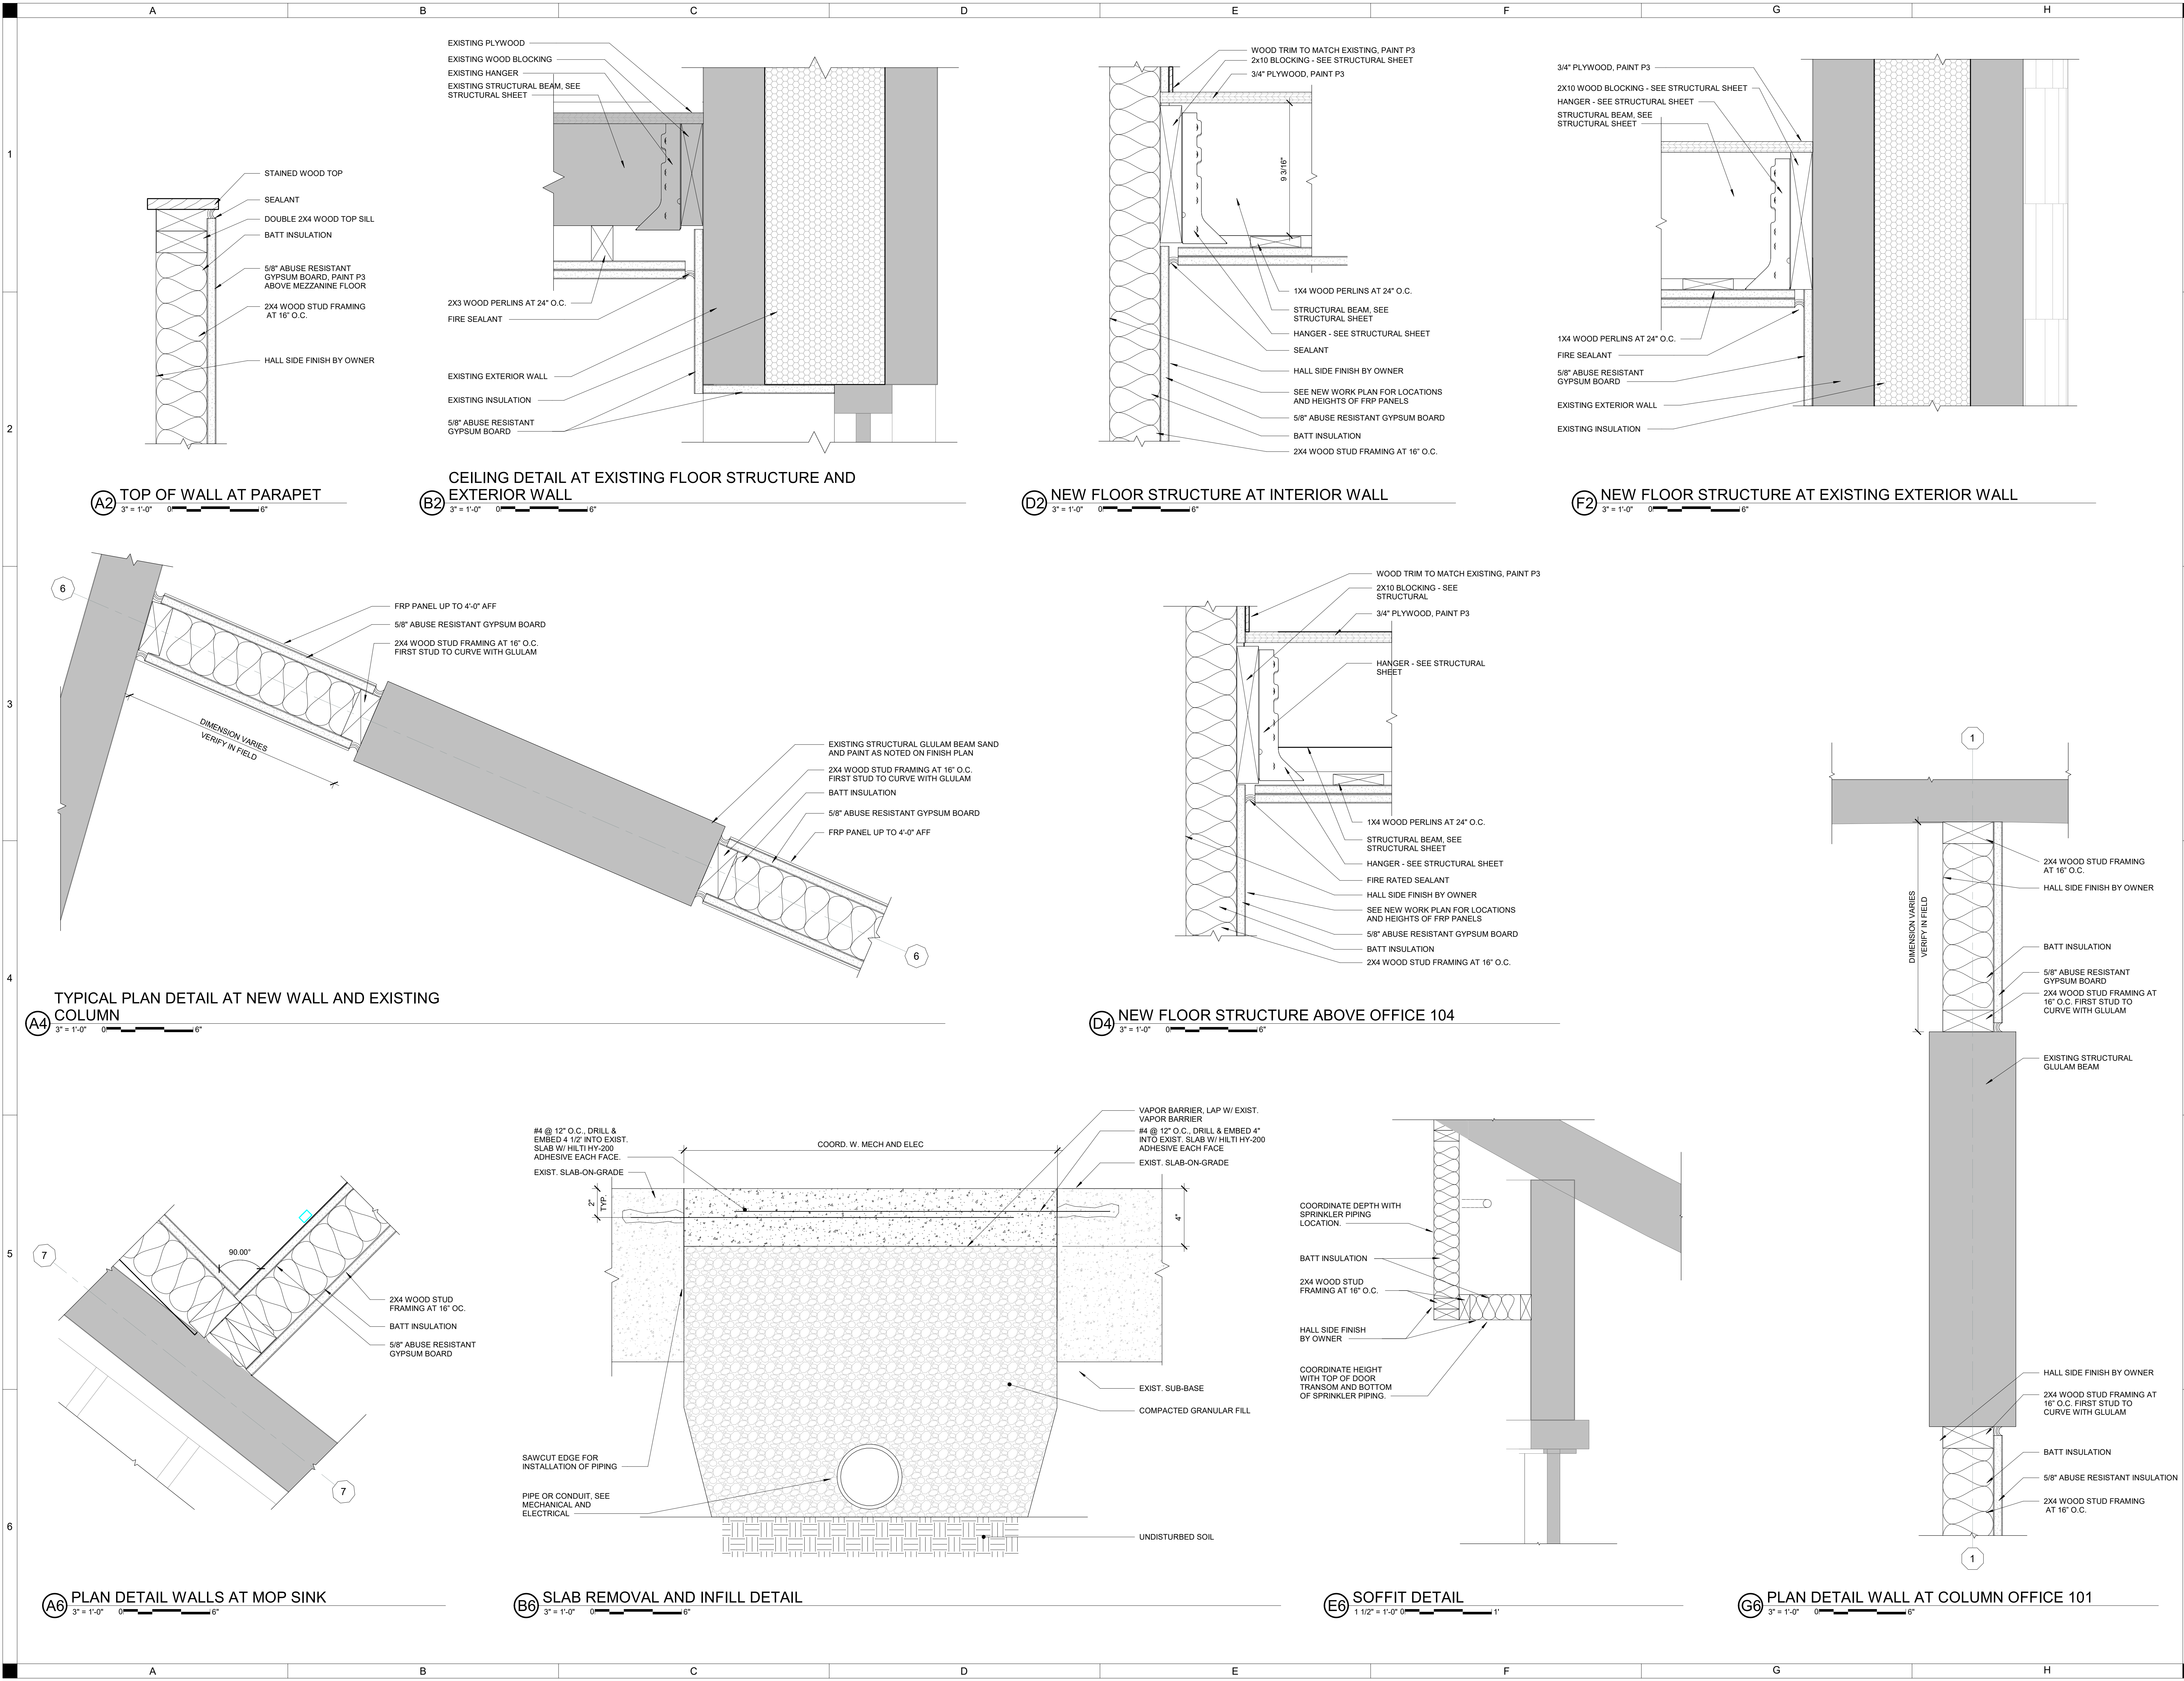 A B C D E F G H
1
2
3
4
5
6
STAINED WOOD TOP
SEALANT
DOUBLE 2X4 WOOD TOP SILL
BATT INSULATION
5/8" ABUSE RESISTANT
GYPSUM BOARD, PAINT P3
ABOVE MEZZANINE FLOOR
2X4 WOOD STUD FRAMING
AT 16" O.C.
HALL SIDE FINISH BY OWNER
A2 TOP OF WALL AT PARAPET
3" = 1'-0" 0 6"
EXISTING PLYWOOD
EXISTING WOOD BLOCKING
EXISTING HANGER
EXISTING STRUCTURAL BEAM, SEE
STRUCTURAL SHEET
2X3 WOOD PERLINS AT 24" O.C.
FIRE SEALANT
EXISTING EXTERIOR WALL
EXISTING INSULATION
5/8" ABUSE RESISTANT
GYPSUM BOARD
CEILING DETAIL AT EXISTING FLOOR STRUCTURE AND
B2 EXTERIOR WALL
3" = 1'-0" 0 6"
WOOD TRIM TO MATCH EXISTING, PAINT P3
2x10 BLOCKING - SEE STRUCTURAL SHEET
3/4" PLYWOOD, PAINT P3
9 3/16"
1X4 WOOD PERLINS AT 24" O.C.
STRUCTURAL BEAM, SEE
STRUCTURAL SHEET
HANGER - SEE STRUCTURAL SHEET
SEALANT
HALL SIDE FINISH BY OWNER
SEE NEW WORK PLAN FOR LOCATIONS
AND HEIGHTS OF FRP PANELS
5/8" ABUSE RESISTANT GYPSUM BOARD
BATT INSULATION
2X4 WOOD STUD FRAMING AT 16" O.C.
D2 NEW FLOOR STRUCTURE AT INTERIOR WALL
3" = 1'-0" 0 6"
3/4" PLYWOOD, PAINT P3
2X10 WOOD BLOCKING - SEE STRUCTURAL SHEET
HANGER - SEE STRUCTURAL SHEET
STRUCTURAL BEAM, SEE
STRUCTURAL SHEET
1X4 WOOD PERLINS AT 24" O.C.
FIRE SEALANT
5/8" ABUSE RESISTANT
GYPSUM BOARD
EXISTING EXTERIOR WALL
EXISTING INSULATION
F2 NEW FLOOR STRUCTURE AT EXISTING EXTERIOR WALL
3" = 1'-0" 0 6"
6
FRP PANEL UP TO 4'-0" AFF
5/8" ABUSE RESISTANT GYPSUM BOARD
2X4 WOOD STUD FRAMING AT 16" O.C.
FIRST STUD TO CURVE WITH GLULAM
DIMENSION VARIES
VERIFY IN FIELD
EXISTING STRUCTURAL GLULAM BEAM SAND
AND PAINT AS NOTED ON FINISH PLAN
2X4 WOOD STUD FRAMING AT 16" O.C.
FIRST STUD TO CURVE WITH GLULAM
BATT INSULATION
5/8" ABUSE RESISTANT GYPSUM BOARD
FRP PANEL UP TO 4'-0" AFF
6
TYPICAL PLAN DETAIL AT NEW WALL AND EXISTING
A4 COLUMN
3" = 1'-0" 0 6"
WOOD TRIM TO MATCH EXISTING, PAINT P3
2X10 BLOCKING - SEE
STRUCTURAL
3/4" PLYWOOD, PAINT P3
HANGER - SEE STRUCTURAL
SHEET
1X4 WOOD PERLINS AT 24" O.C.
STRUCTURAL BEAM, SEE
STRUCTURAL SHEET
HANGER - SEE STRUCTURAL SHEET
FIRE RATED SEALANT
HALL SIDE FINISH BY OWNER
SEE NEW WORK PLAN FOR LOCATIONS
AND HEIGHTS OF FRP PANELS
5/8" ABUSE RESISTANT GYPSUM BOARD
BATT INSULATION
2X4 WOOD STUD FRAMING AT 16" O.C.
D4 NEW FLOOR STRUCTURE ABOVE OFFICE 104
3" = 1'-0" 0 6"
7
90.00°
2X4 WOOD STUD
FRAMING AT 16" OC.
BATT INSULATION
5/8" ABUSE RESISTANT
GYPSUM BOARD
7
A6 PLAN DETAIL WALLS AT MOP SINK
3" = 1'-0" 0 6"
#4 @ 12" O.C., DRILL &
EMBED 4 1/2' INTO EXIST.
SLAB W/ HILTI HY-200
ADHESIVE EACH FACE.
EXIST. SLAB-ON-GRADE
COORD. W. MECH AND ELEC
VAPOR BARRIER, LAP W/ EXIST.
VAPOR BARRIER
#4 @ 12" O.C., DRILL & EMBED 4"
INTO EXIST. SLAB W/ HILTI HY-200
ADHESIVE EACH FACE
EXIST. SLAB-ON-GRADE
2"
TYP.
4"
EXIST. SUB-BASE
COMPACTED GRANULAR FILL
SAWCUT EDGE FOR
INSTALLATION OF PIPING
PIPE OR CONDUIT, SEE
MECHANICAL AND
ELECTRICAL
UNDISTURBED SOIL
B6 SLAB REMOVAL AND INFILL DETAIL
3" = 1'-0" 0 6"
COORDINATE DEPTH WITH
SPRINKLER PIPING
LOCATION.
BATT INSULATION
2X4 WOOD STUD
FRAMING AT 16" O.C.
HALL SIDE FINISH
BY OWNER
COORDINATE HEIGHT
WITH TOP OF DOOR
TRANSOM AND BOTTOM
OF SPRINKLER PIPING.
E6 SOFFIT DETAIL
1 1/2" = 1'-0" 0 1'
1
DIMENSION VARIES
VERIFY IN FIELD
2X4 WOOD STUD FRAMING
AT 16" O.C.
HALL SIDE FINISH BY OWNER
BATT INSULATION
5/8" ABUSE RESISTANT
GYPSUM BOARD
2X4 WOOD STUD FRAMING AT
16" O.C. FIRST STUD TO
CURVE WITH GLULAM
EXISTING STRUCTURAL
GLULAM BEAM
HALL SIDE FINISH BY OWNER
2X4 WOOD STUD FRAMING AT
16" O.C. FIRST STUD TO
CURVE WITH GLULAM
BATT INSULATION
5/8" ABUSE RESISTANT INSULATION
2X4 WOOD STUD FRAMING
AT 16" O.C.
1
G6 PLAN DETAIL WALL AT COLUMN OFFICE 101
3" = 1'-0" 0 6"
A B C D E F G H